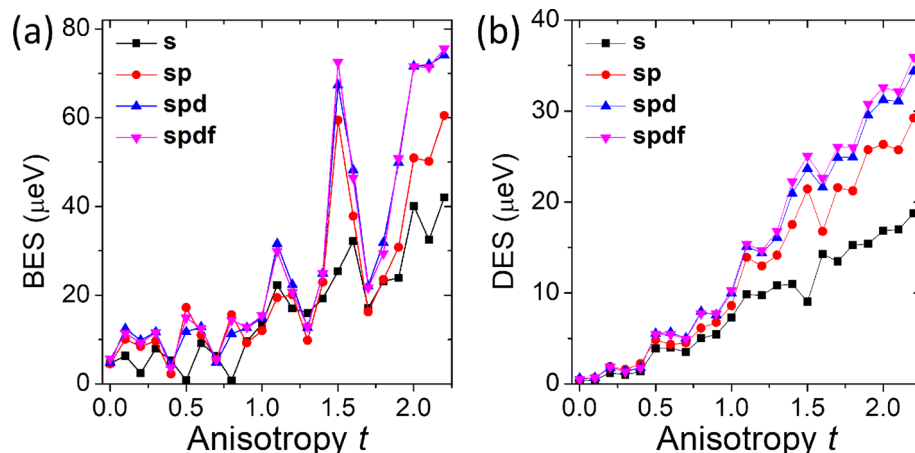 (a)
BES (μeV)
80
60
40
20
0
s
sp
spd
spdf
0.0 0.5 1.0 1.5 2.0
Anisotropy t
(b)
DES (μeV)
40
30
20
10
0
s
sp
spd
spdf
0.0 0.5 1.0 1.5 2.0
Anisotropy t